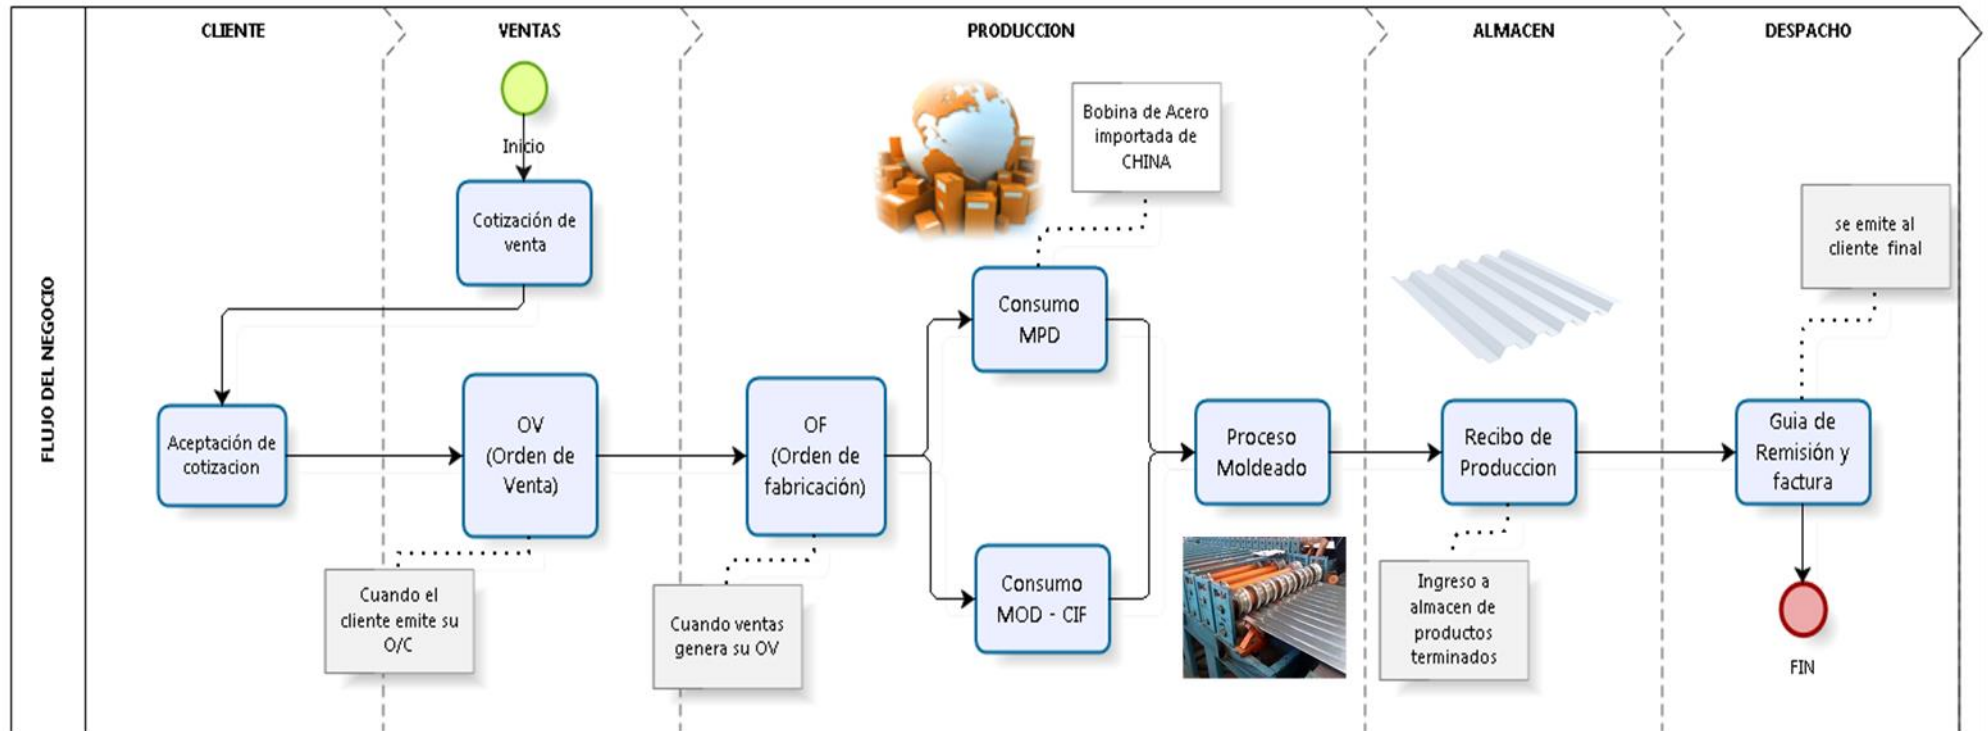 CLIENTE
VENTAS
PRODUCCION
ALMACEN
DESPACHO
FLUJO DEL NEGOCIO
Inicio
Cotización de
venta
Aceptación de
cotizacion
OV
(Orden de
Venta)
Cuando el
cliente emite su
O/C
OF
(Orden de
fabricación)
Cuando ventas
genera su OV
Bobina de Acero
importada de
CHINA
Consumo
MPD
Consumo
MOD - CIF
Proceso
Moldeado
Recibo de
Produccion
Ingreso a
almacen de
productos
terminados
se emite al
cliente final
Guia de
Remisión y
factura
FIN